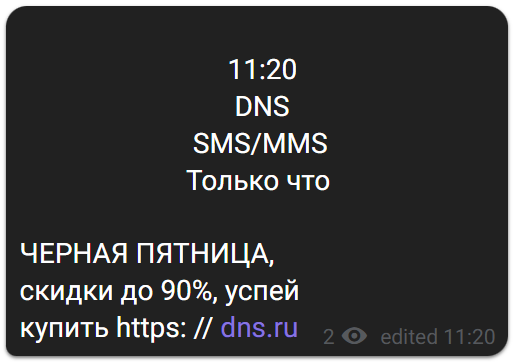 11:20
DNS
SMS/MMS
Только что
ЧЕРНАЯ ПЯТНИЦА,
скидки до 90%, успей
купить https: // dns.ru
2 edited 11:20